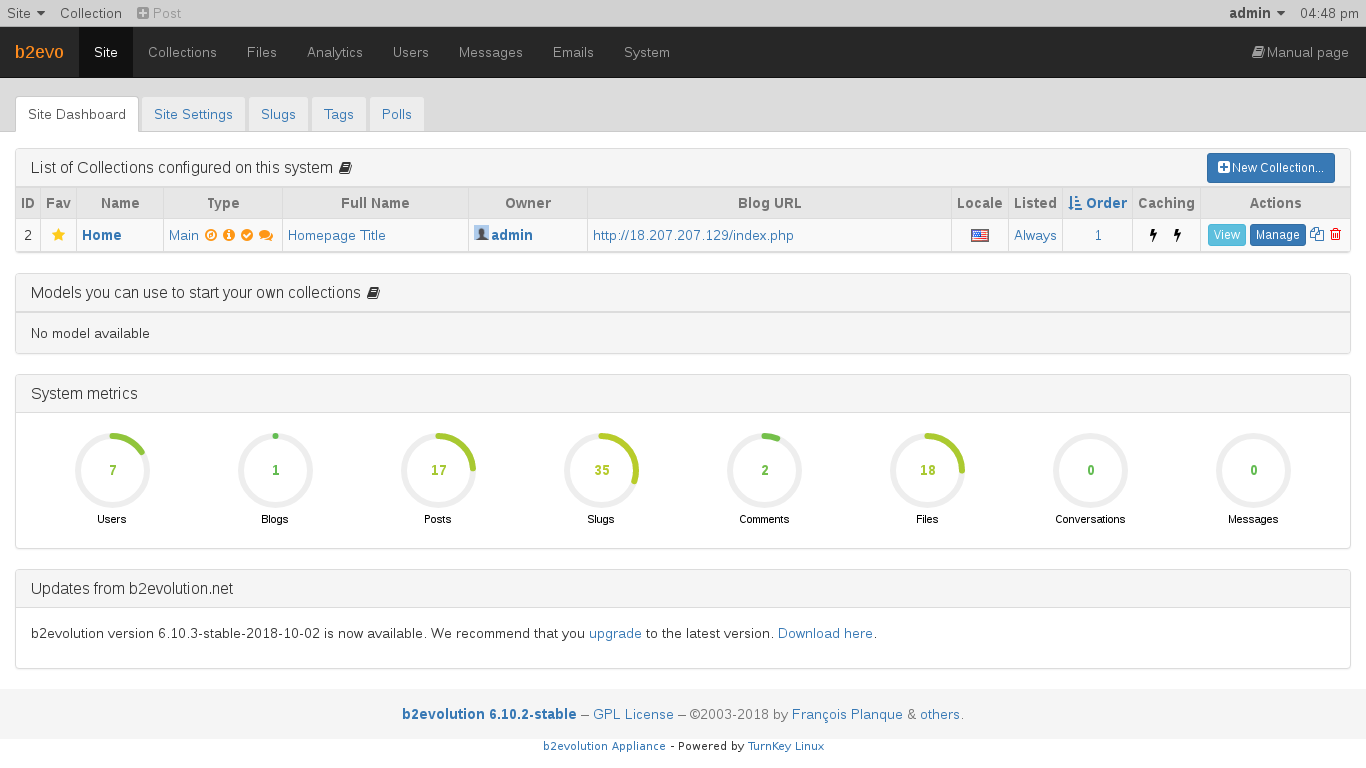 Site Collection Post admin 04:48 pm
b2evo Site Collections Files Analytics Users Messages Emails System Manual page
Site Dashboard Site Settings Slugs Tags Polls
List of Collections configured on this system New Collection...
ID Fav Name Type Full Name Owner Blog URL Locale Listed Order Caching Actions
2 Home Main Homepage Title admin http://18.207.207.129/index.php Always 1 View Manage
Models you can use to start your own collections
No model available
System metrics
7 1 17 35 2 18 0 0
Users Blogs Posts Slugs Comments Files Conversations Messages
Updates from b2evolution.net
b2evolution version 6.10.3-stable-2018-10-02 is now available. We recommend that you upgrade to the latest version. Download here.
b2evolution 6.10.2-stable – GPL License – ©2003-2018 by François Planque & others.
b2evolution Appliance - Powered by TurnKey Linux